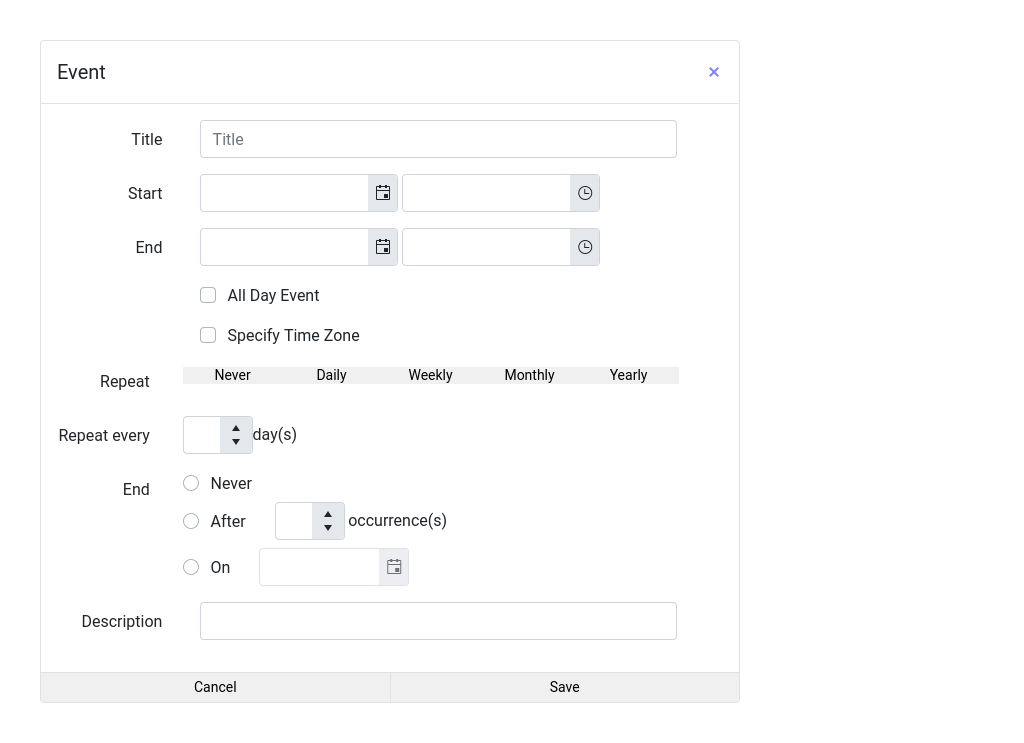 Event
Title Title
Start
End
All Day Event
Specify Time Zone
Repeat Never Daily Weekly Monthly Yearly
Repeat every day(s)
End Never
After occurrence(s)
On
Description
Cancel Save